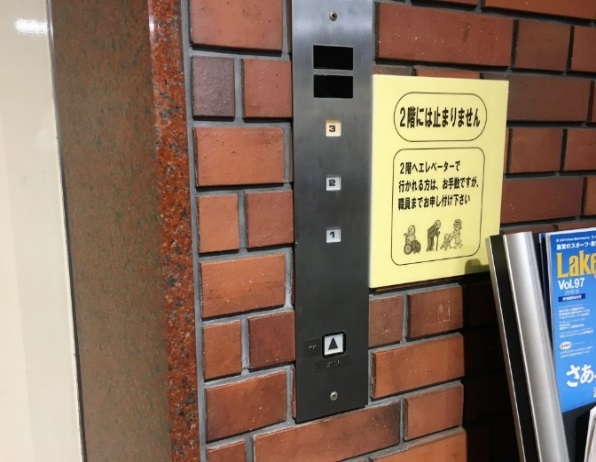 3
2
1
2階には止まりません
2階へエレベーターで
行かれる方は、お手数ですが、
職員までお申し付け下さい
Lake
Vol.97
さあ、